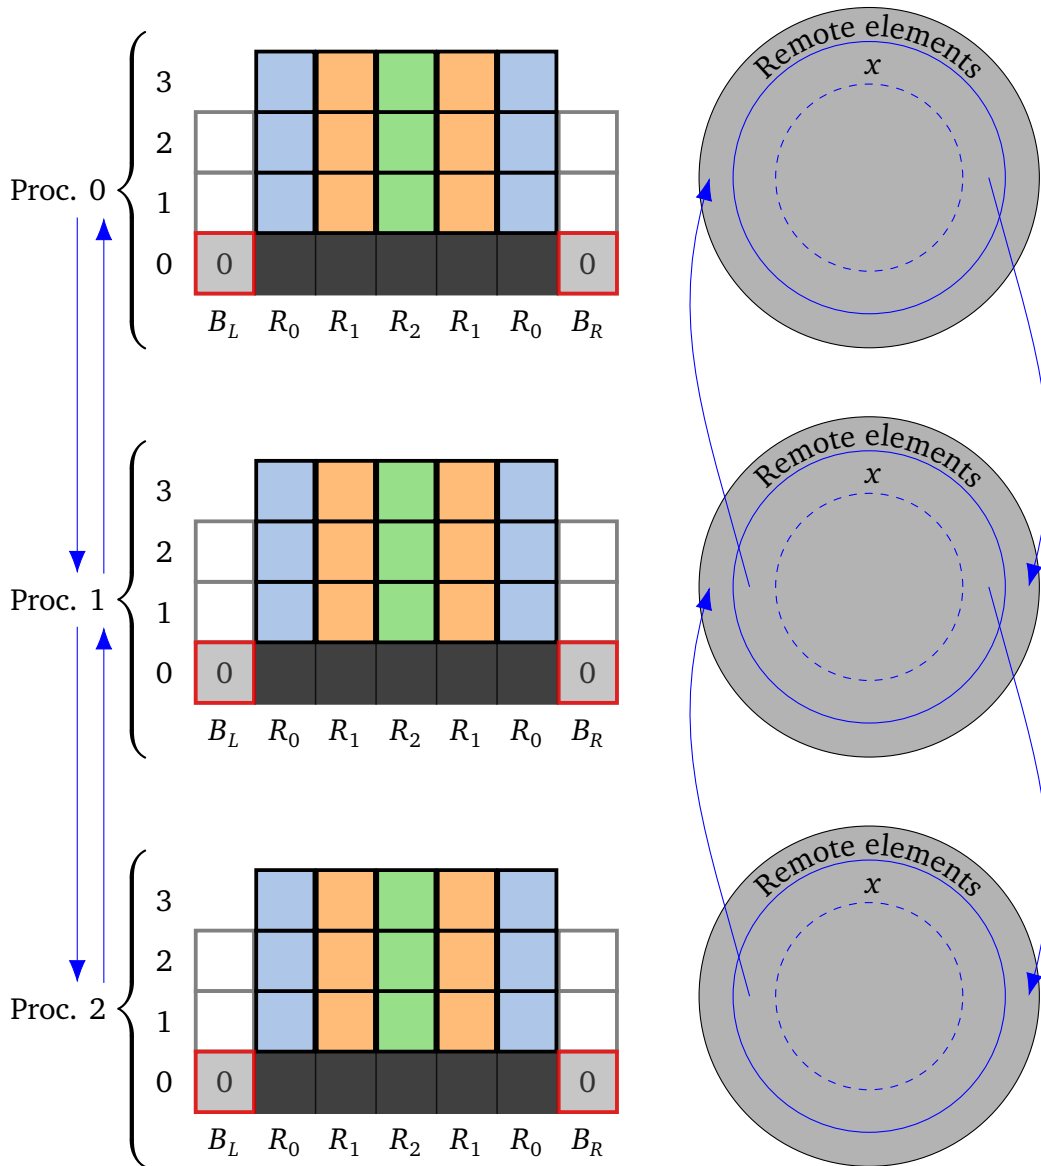 Remote elements
x
3
2
Proc. 0
1
0 0 0
B_L R_0 R_1 R_2 R_1 R_0 B_R
Remote elements
x
3
2
Proc. 1
1
0 0 0
B_L R_0 R_1 R_2 R_1 R_0 B_R
Remote elements
x
3
2
Proc. 2
1
0 0 0
B_L R_0 R_1 R_2 R_1 R_0 B_R